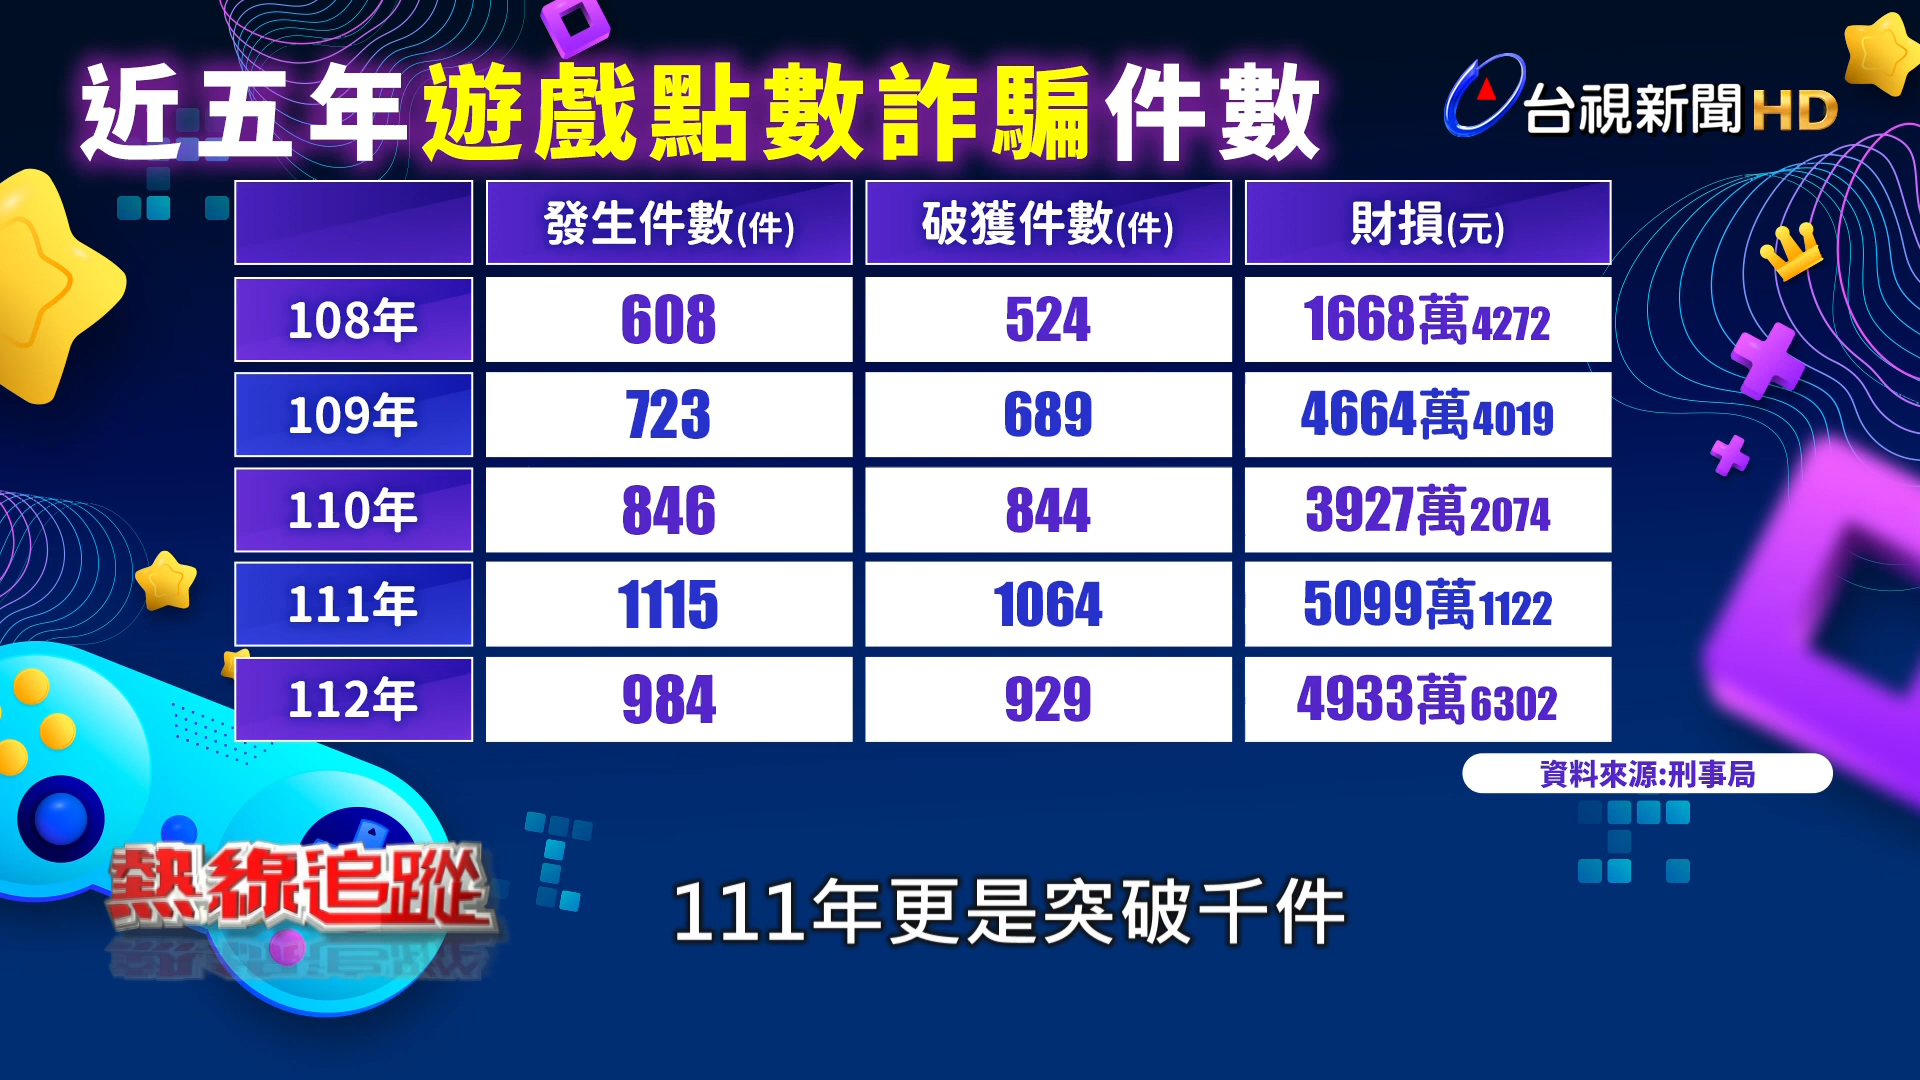 近五年遊戲點數詐騙件數
台視新聞HD
發生件數(件) 破獲件數(件) 財損(元)
108年 608 524 1668萬4272
109年 723 689 4664萬4019
110年 846 844 3927萬2074
111年 1115 1064 5099萬1122
112年 984 929 4933萬6302
資料來源:刑事局
熱線追蹤
111年更是突破千件